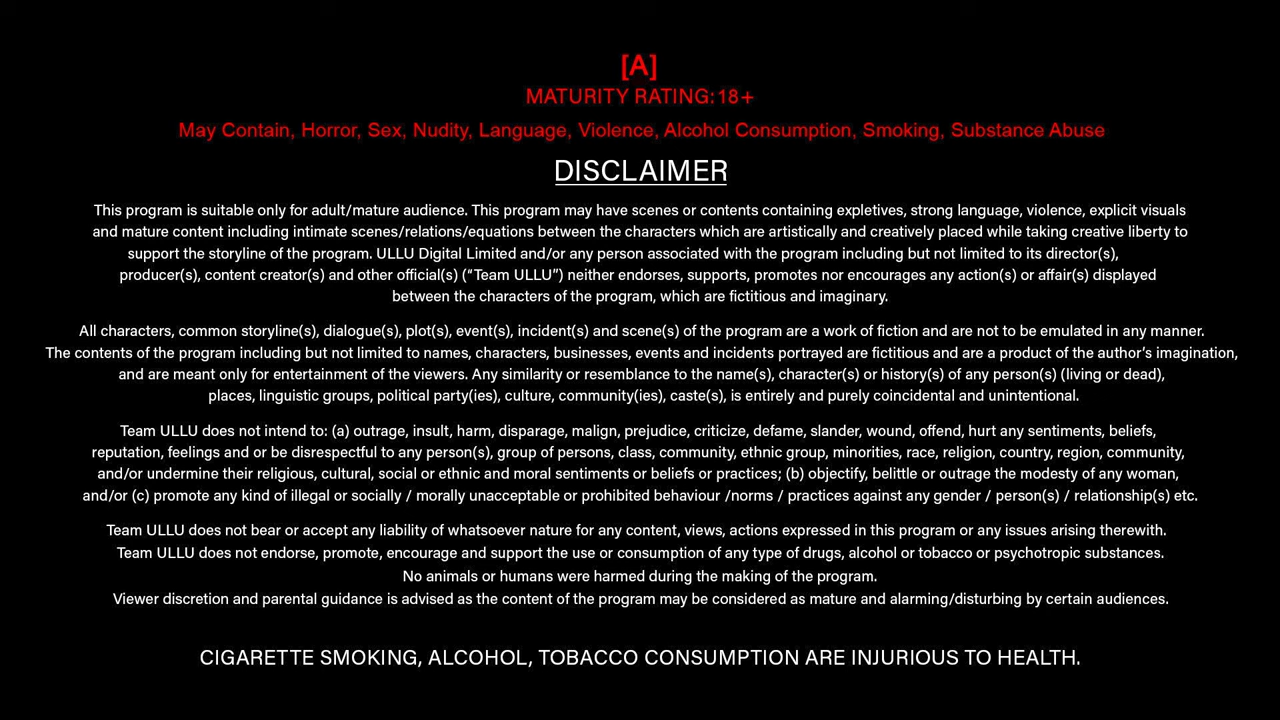 [A]
MATURITY RATING:18+
May Contain, Horror, Sex, Nudity, Language, Violence, Alcohol Consumption, Smoking, Substance Abuse
DISCLAIMER
This program is suitable only for adult/mature audience. This program may have scenes or contents containing expletives, strong language, violence, explicit visuals
and mature content including intimate scenes/relations/equations between the characters which are artistically and creatively placed while taking creative liberty to
support the storyline of the program. ULLU Digital Limited and/or any person associated with the program including but not limited to its director(s),
producer(s), content creator(s) and other official(s) (“Team ULLU”) neither endorses, supports, promotes nor encourages any action(s) or affair(s) displayed
between the characters of the program, which are fictitious and imaginary.
All characters, common storyline(s), dialogue(s), plot(s), event(s), incident(s) and scene(s) of the program are a work of fiction and are not to be emulated in any manner.
The contents of the program including but not limited to names, characters, businesses, events and incidents portrayed are fictitious and are a product of the author’s imagination,
and are meant only for entertainment of the viewers. Any similarity or resemblance to the name(s), character(s) or history(s) of any person(s) (living or dead),
places, linguistic groups, political party(ies), culture, community(ies), caste(s), is entirely and purely coincidental and unintentional.
Team ULLU does not intend to: (a) outrage, insult, harm, disparage, malign, prejudice, criticize, defame, slander, wound, offend, hurt any sentiments, beliefs,
reputation, feelings and or be disrespectful to any person(s), group of persons, class, community, ethnic group, minorities, race, religion, country, region, community,
and/or undermine their religious, cultural, social or ethnic and moral sentiments or beliefs or practices; (b) objectify, belittle or outrage the modesty of any woman,
and/or (c) promote any kind of illegal or socially / morally unacceptable or prohibited behaviour /norms / practices against any gender / person(s) / relationship(s) etc.
Team ULLU does not bear or accept any liability of whatsoever nature for any content, views, actions expressed in this program or any issues arising therewith.
Team ULLU does not endorse, promote, encourage and support the use or consumption of any type of drugs, alcohol or tobacco or psychotropic substances.
No animals or humans were harmed during the making of the program.
Viewer discretion and parental guidance is advised as the content of the program may be considered as mature and alarming/disturbing by certain audiences.
CIGARETTE SMOKING, ALCOHOL, TOBACCO CONSUMPTION ARE INJURIOUS TO HEALTH.